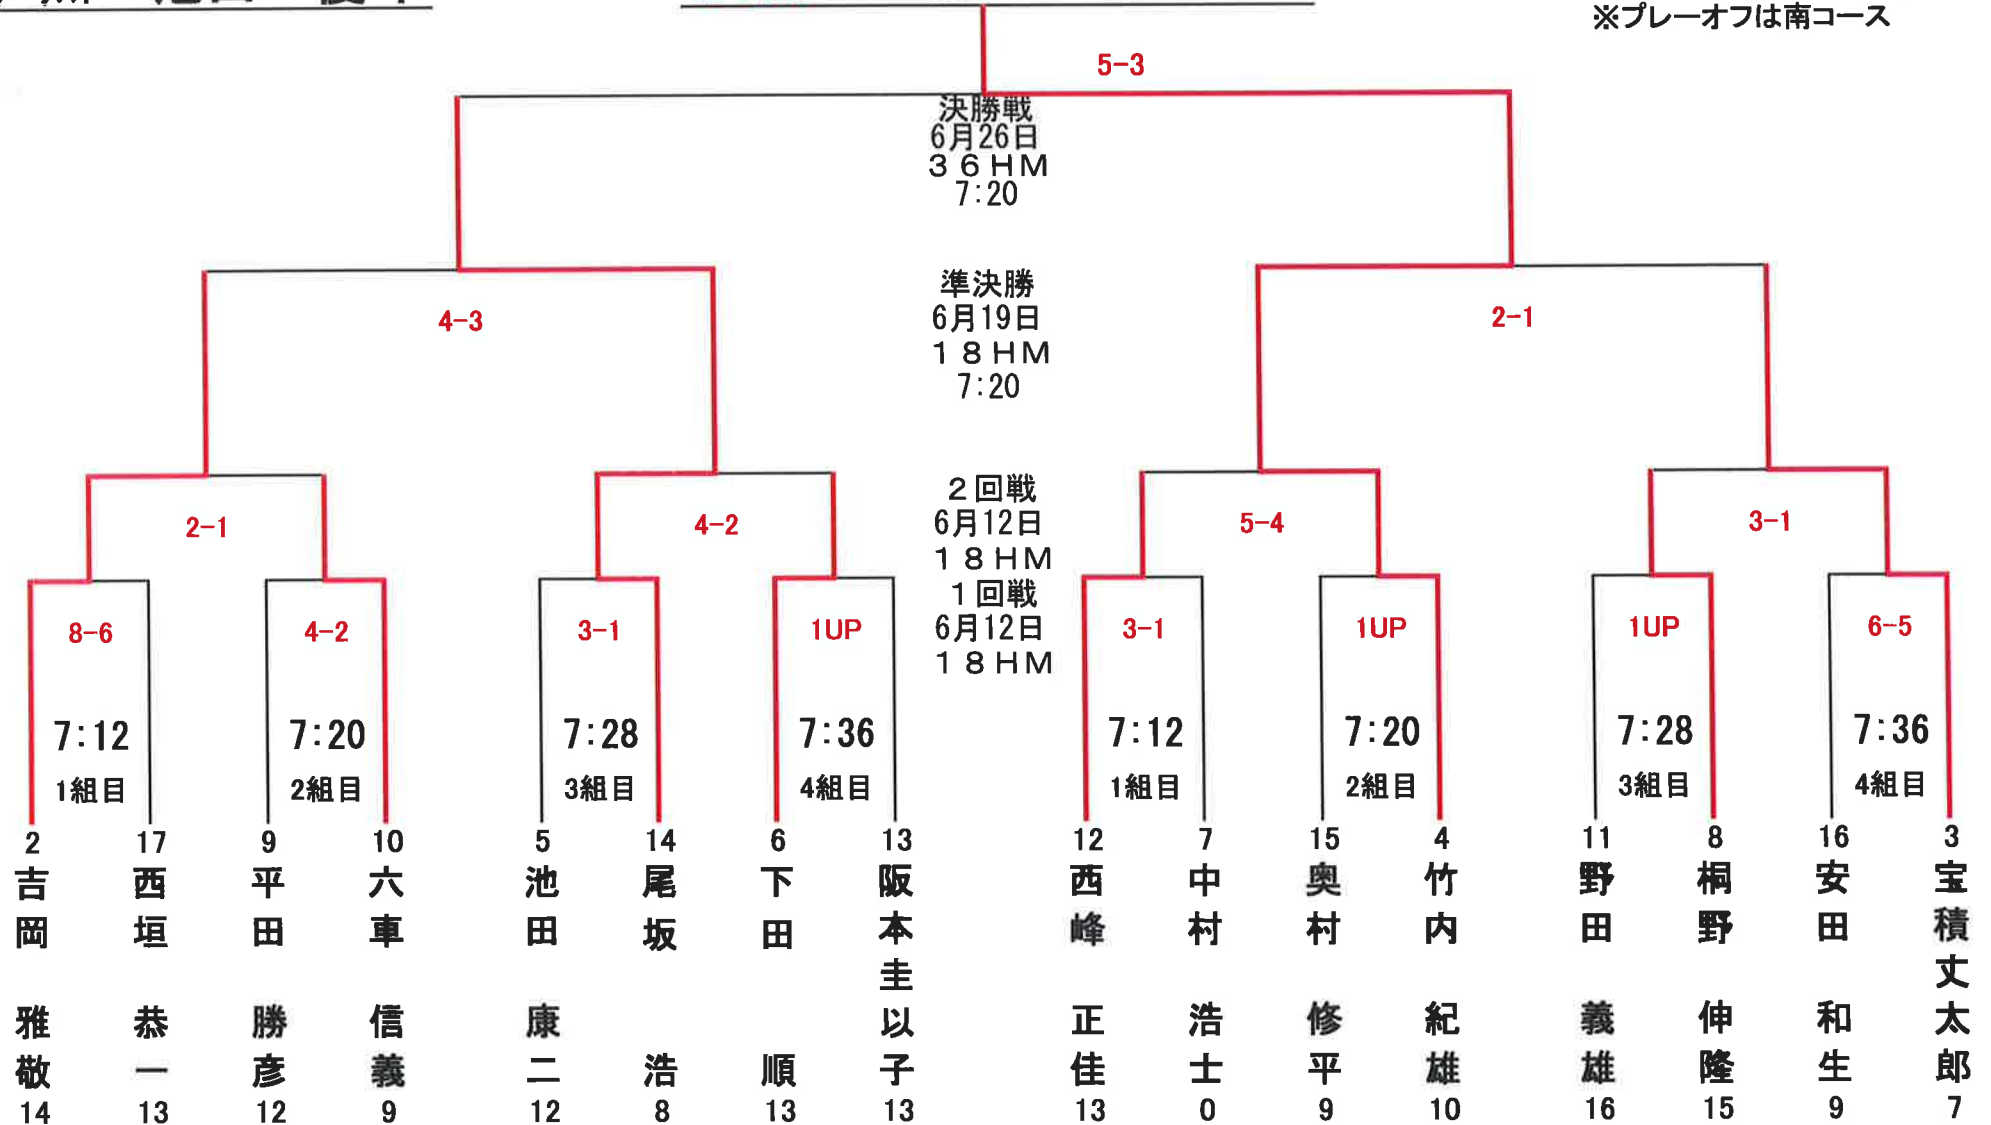 ※プレーオフは南コース
5-3
決勝戦
6月26日
36HM
7:20
準決勝
6月19日
18HM
7:20
4-3
2-1
2回戦
6月12日
18HM
2-1
4-2
5-4
3-1
1回戦
6月12日
18HM
8-6
4-2
3-1
1UP
3-1
1UP
1UP
6-5
7:12
7:20
7:28
7:36
7:12
7:20
7:28
7:36
1組目
2組目
3組目
4組目
1組目
2組目
3組目
4組目
2 吉岡 雅敬 14
17 西垣 恭一 13
9 平田 勝彦 12
10 六車 信義 9
5 池田 康二 12
14 尾坂 浩 8
6 下田 順 13
13 阪本圭以子 13
12 西峰 正佳 13
7 中村 浩士 0
15 奥村 修平 9
4 竹内 紀雄 10
11 野田 義雄 16
8 桐野 伸隆 15
16 安田 和生 9
3 宝積丈太郎 7